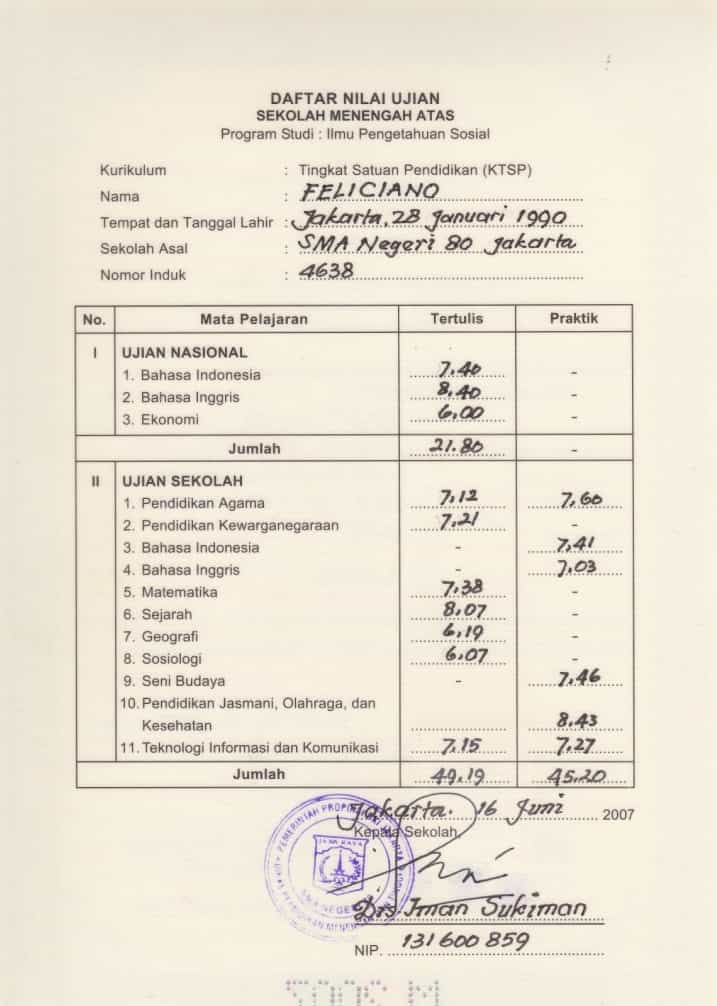 DAFTAR NILAI UJIAN
SEKOLAH MENENGAH ATAS
Program Studi : Ilmu Pengetahuan Sosial
Kurikulum : Tingkat Satuan Pendidikan (KTSP)
Nama : FELICIANO
Tempat dan Tanggal Lahir : Jakarta, 28 Januari 1990
Sekolah Asal : SMA Negeri 80 Jakarta
Nomor Induk : 4638
No. Mata Pelajaran Tertulis Praktik
I UJIAN NASIONAL
1. Bahasa Indonesia 7,40 -
2. Bahasa Inggris 8,40 -
3. Ekonomi 6,00 -
Jumlah 21.80 -
II UJIAN SEKOLAH
1. Pendidikan Agama 7,12 7,60
2. Pendidikan Kewarganegaraan 7,21 -
3. Bahasa Indonesia - 7,41
4. Bahasa Inggris - 7,03
5. Matematika 7,38 -
6. Sejarah 8,07 -
7. Geografi 6,19 -
8. Sosiologi 6,07 -
9. Seni Budaya - 7,46
10. Pendidikan Jasmani, Olahraga, dan
Kesehatan 8,43
11. Teknologi Informasi dan Komunikasi 7,15 7,27
Jumlah 49,19 45,20
Jakarta. 16 Juni 2007
Kepala Sekolah
PEMERINTAH PROPINSI
JAYA RAYA
SMA NEGERI
Drs Iman Sukiman
NIP. 131600859